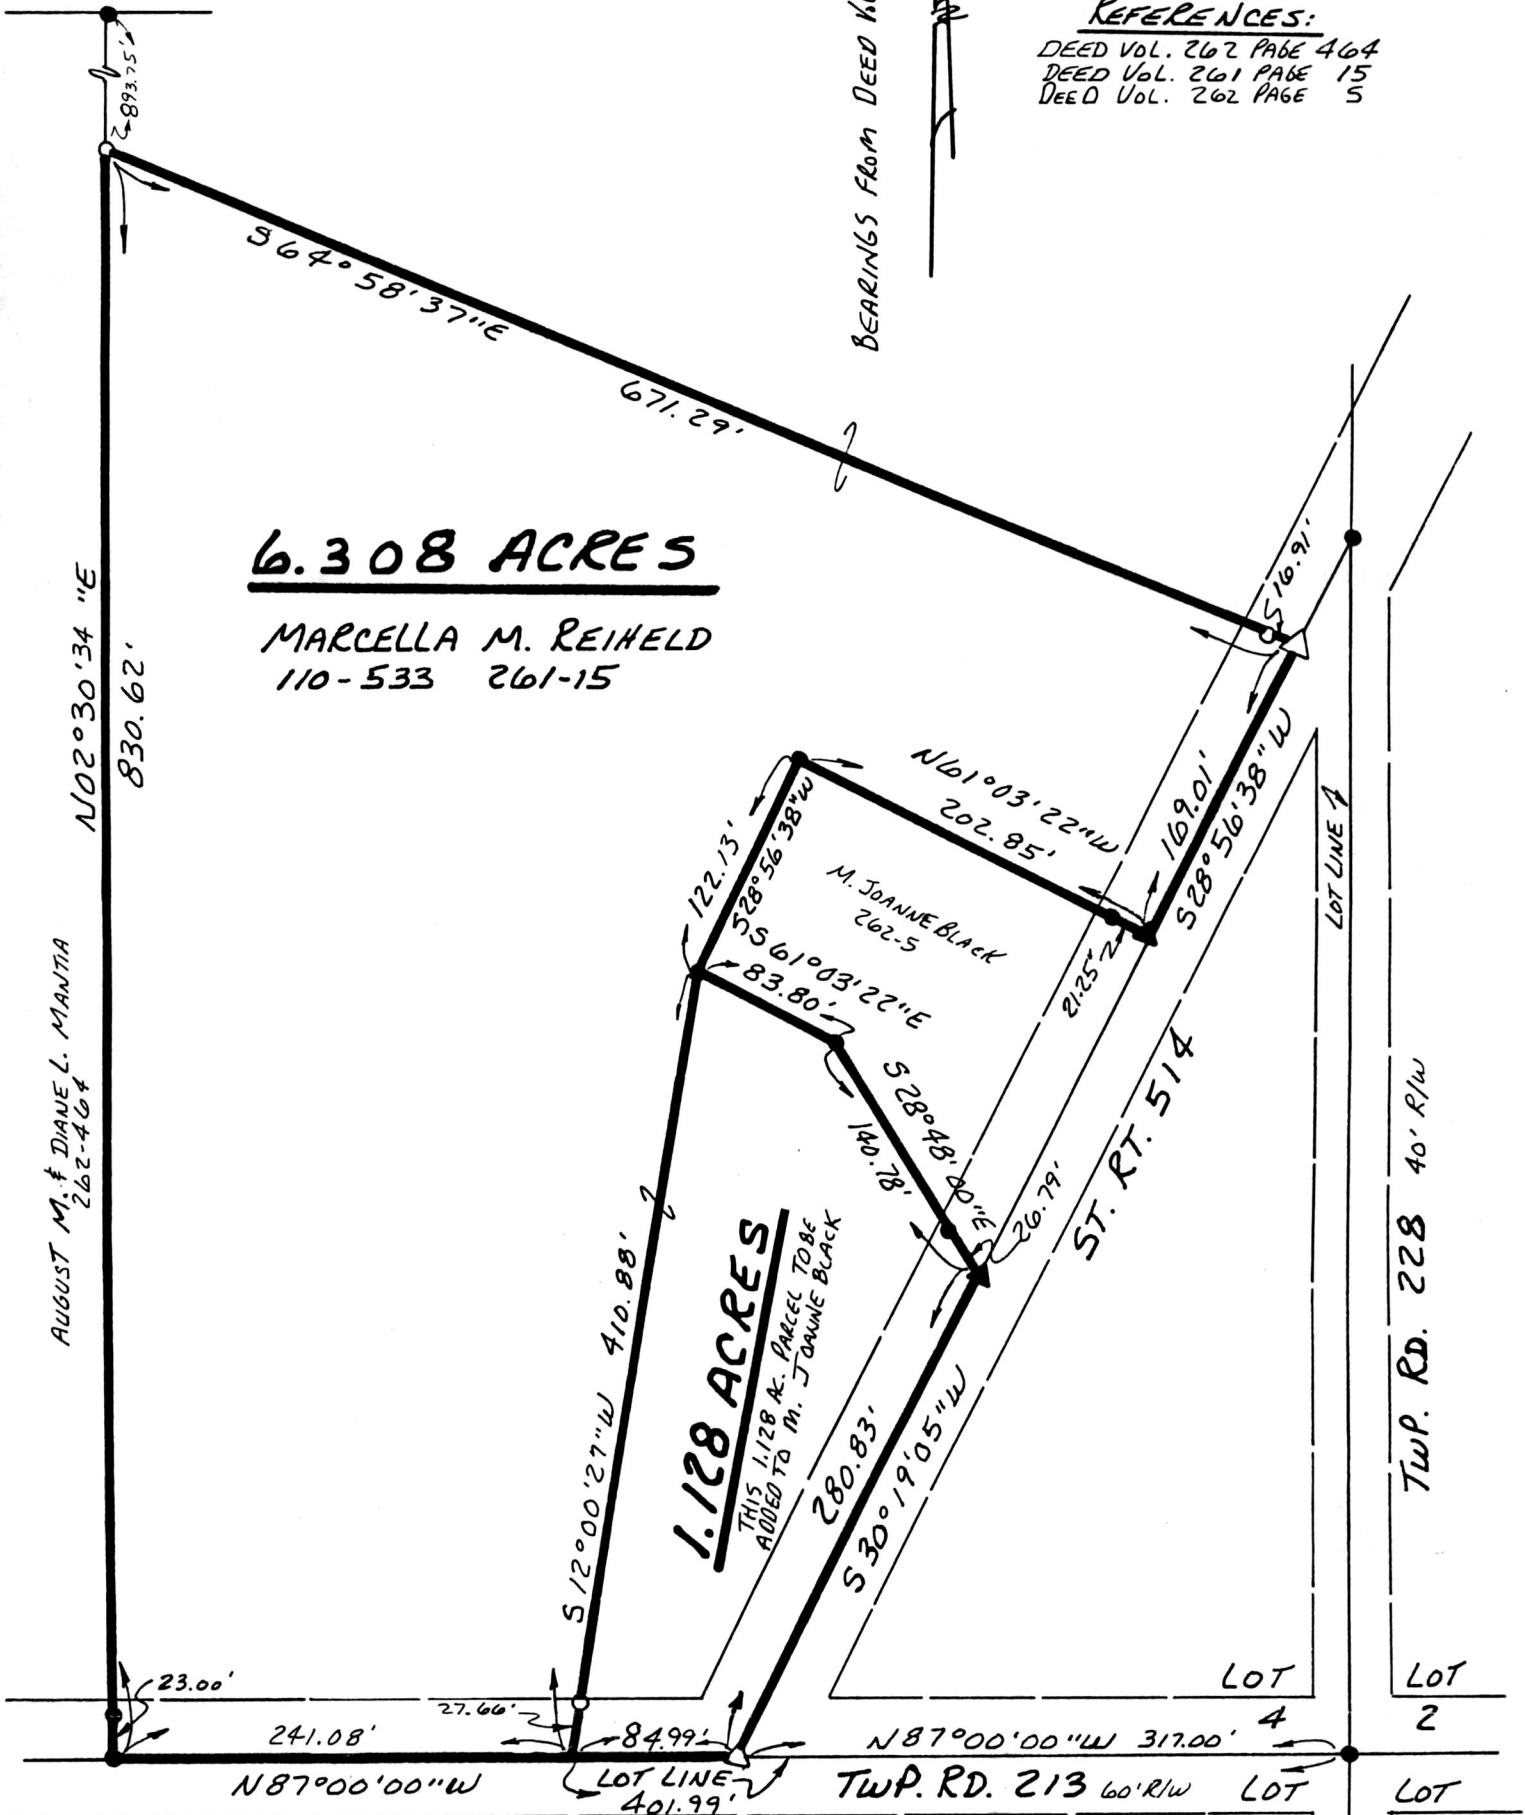 REFERENCES:
DEED VOL. 262 PAGE 464
DEED VOL. 261 PAGE 15
DEED VOL. 262 PAGE 5
BEARINGS FROM DEED
893.75'
S64°58'37"E
671.29'
6.308 ACRES
MARCELLA M. REIHELD
110-533 261-15
N02°30'34"E
830.62'
AUGUST M. & DIANE L. MANTIA
262-464
16.91'
169.01'
S28°56'38"W
N61°03'22"W
202.85'
M. JOANNE BLACK
262-5
122.13'
S28°56'38"W
S61°03'22"E
83.80'
21.25'
S28°48'00"E
140.78'
26.79'
ST. RT. 514
LOT LINE
TWP. RD. 228 40' R/W
410.88'
S12°00'27"W
1.128 ACRES
THIS 1.128 AC. PARCEL TO BE
ADDED TO M. JOANNE BLACK
280.83'
S30°19'05"W
23.00'
27.66'
241.08'
84.99'
N87°00'00"W 317.00'
N87°00'00"W
LOT LINE
401.99'
TWP. RD. 213 60' R/W
LOT
4
LOT
2
LOT
LOT